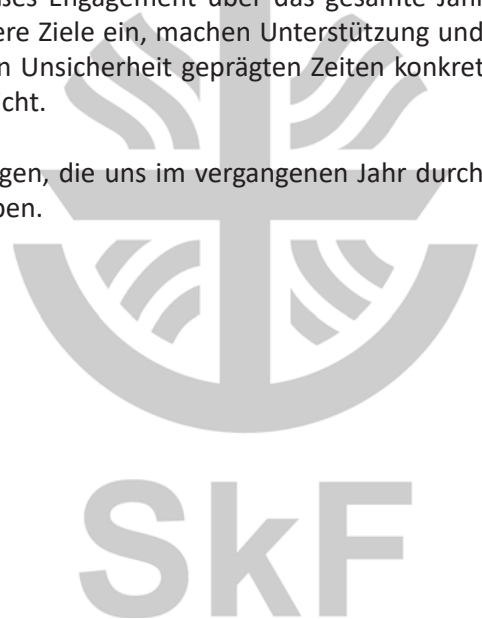 ses Engagement über das gesamte Jahr
ere Ziele ein, machen Unterstützung und
n Unsicherheit geprägten Zeiten konkret
cht.
gen, die uns im vergangenen Jahr durch
ben.
SkF